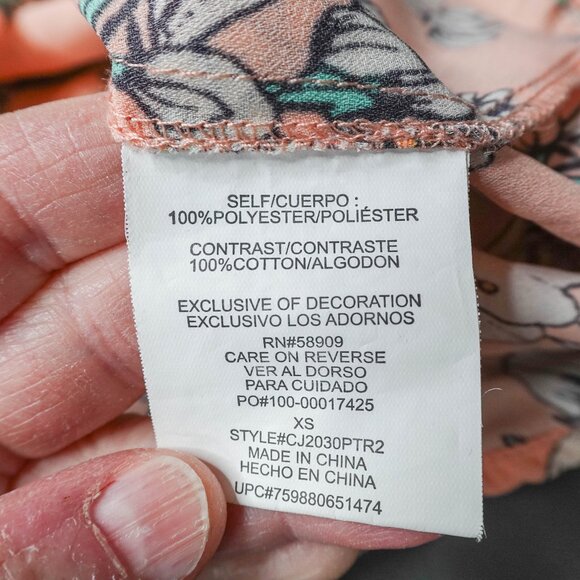 SELF/CUERPO :
100%POLYESTER/POLIÉSTER
CONTRAST/CONTRASTE
100%COTTON/ALGODON
EXCLUSIVE OF DECORATION
EXCLUSIVO LOS ADORNOS
RN#58909
CARE ON REVERSE
VER AL DORSO
PARA CUIDADO
PO#100-00017425
XS
STYLE#CJ2030PTR2
MADE IN CHINA
HECHO EN CHINA
UPC#759880651474